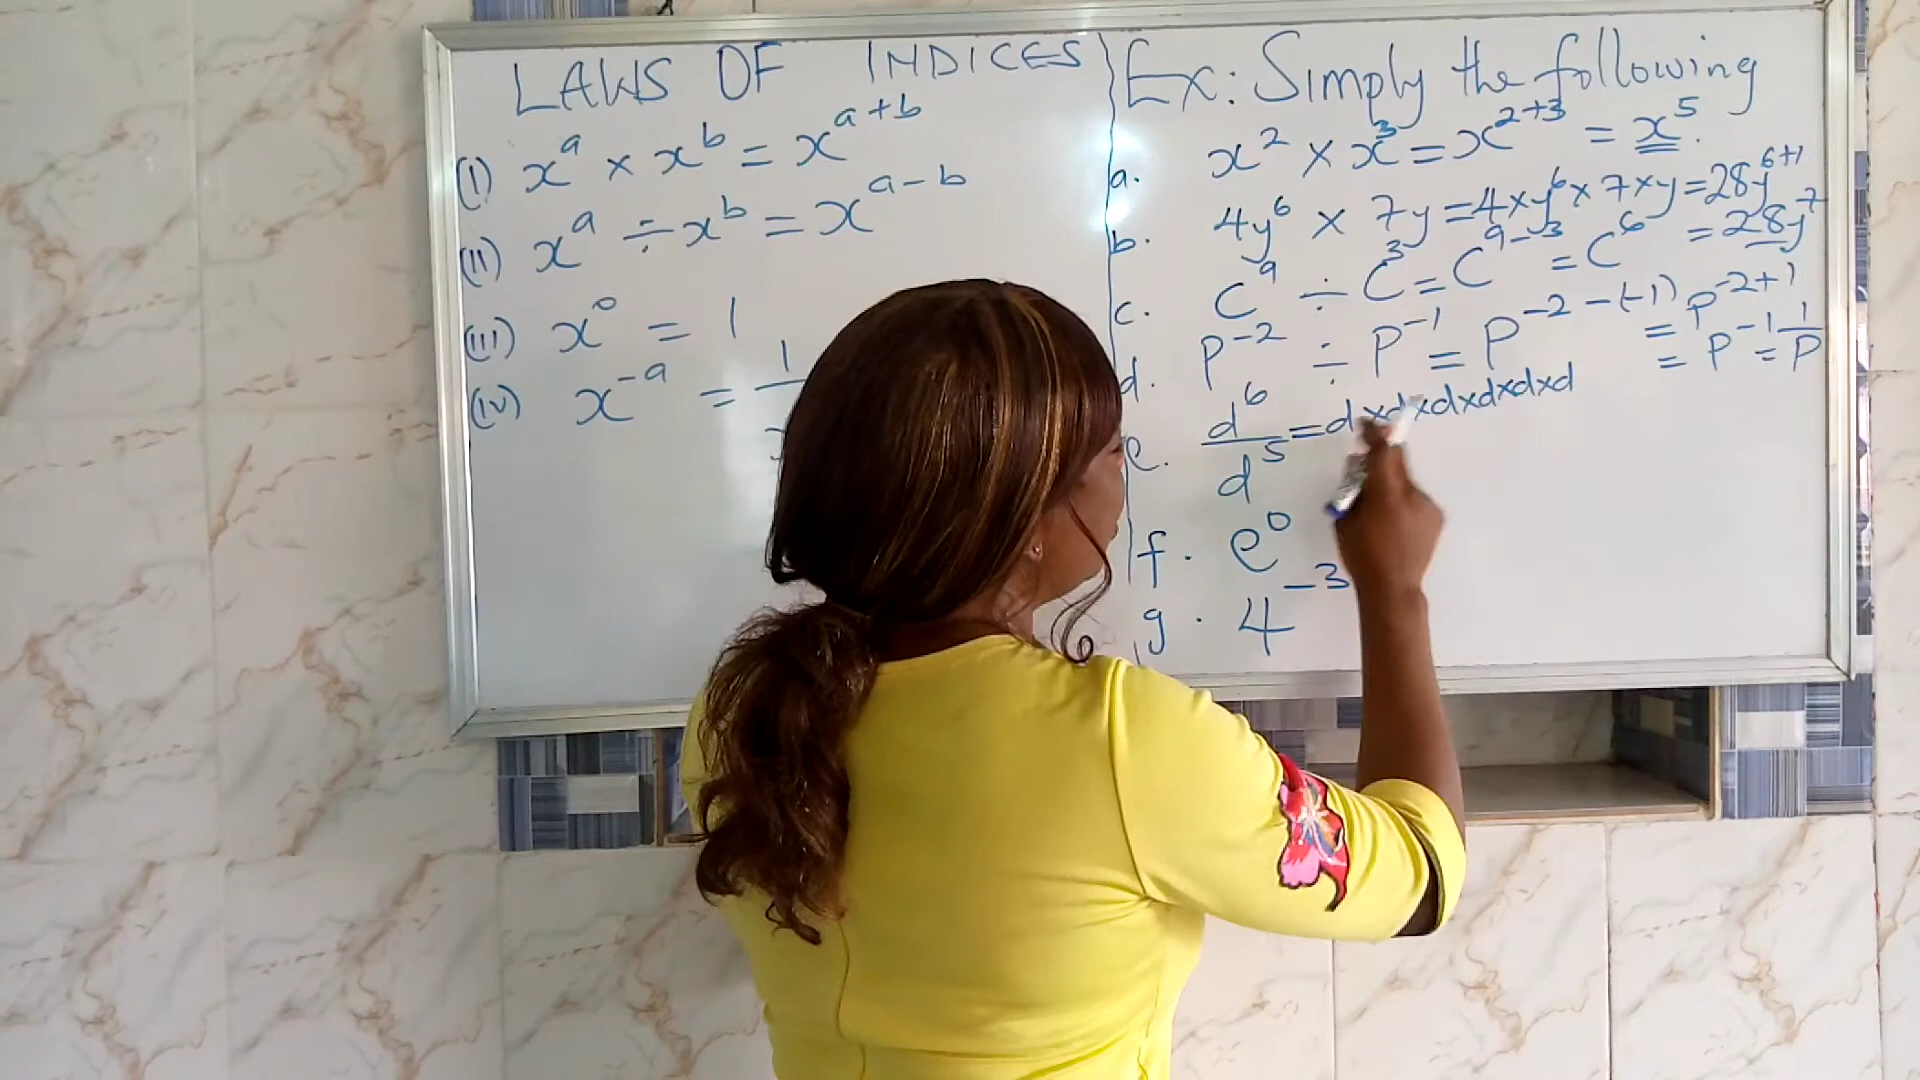 LAWS OF INDICES
(I) x^a × x^b = x^{a+b}
(II) x^a ÷ x^b = x^{a-b}
(III) x^0 = 1
(IV) x^{-a} = 1
Ex: Simply the following
a. x^2 × x^3 = x^{2+3} = x^5.
b. 4y^6 × 7y = 4×y^6×7×y = 28y^{6+1}
= 28y^7
c. C^9 ÷ C^3 = C^{9-3} = C^6
d. P^{-2} ÷ P^{-1} = P^{-2-(-1)} = P^{-2+1}
= P^{-1} = 1/P
e. d^6/d^5 = d×d×d×d×d×d
f. e^0
g. 4^{-3}